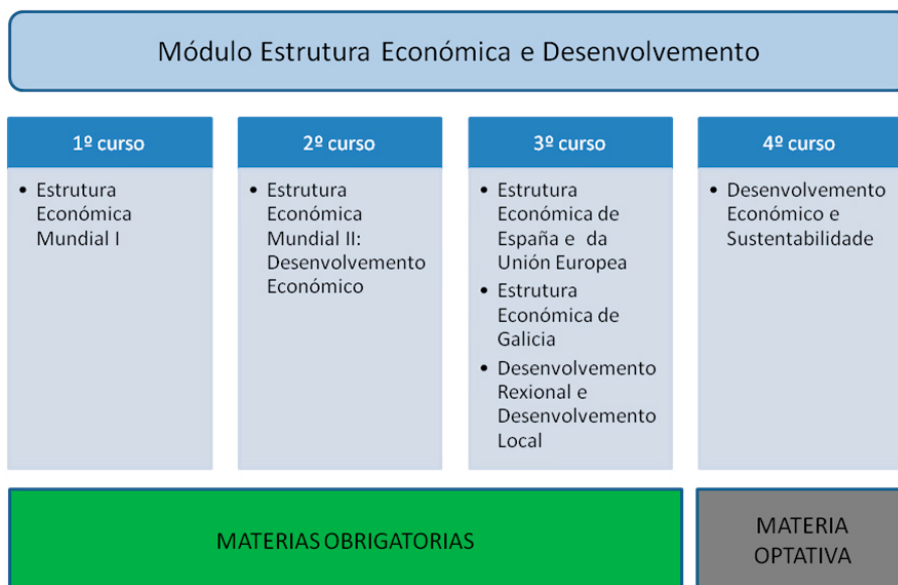 Módulo Estrutura Económica e Desenvolvemento
1º curso
• Estrutura
Económica
Mundial I
2º curso
• Estrutura
Económica
Mundial II:
Desenvolvemento
Económico
3º curso
• Estrutura
Económica de
España e da
Unión Europea
• Estrutura
Económica de
Galicia
• Desenvolvemento
Rexional e
Desenvolvemento
Local
4º curso
• Desenvolvemento
Económico e
Sustentabilidade
MATERIAS OBRIGATORIAS
MATERIA
OPTATIVA